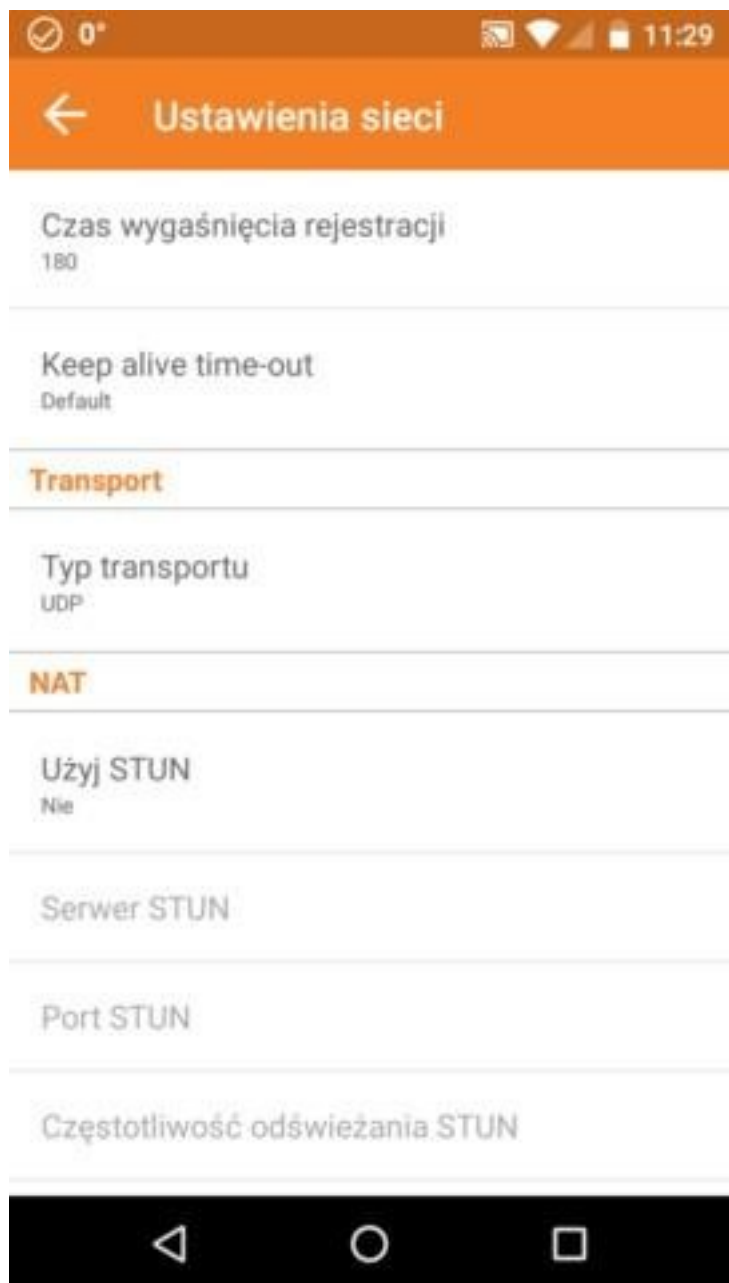 0°
11:29
Ustawienia sieci
Czas wygaśnięcia rejestracji
180
Keep alive time-out
Default
Transport
Typ transportu
UDP
NAT
Użyj STUN
Nie
Serwer STUN
Port STUN
Częstotliwość odświeżania STUN